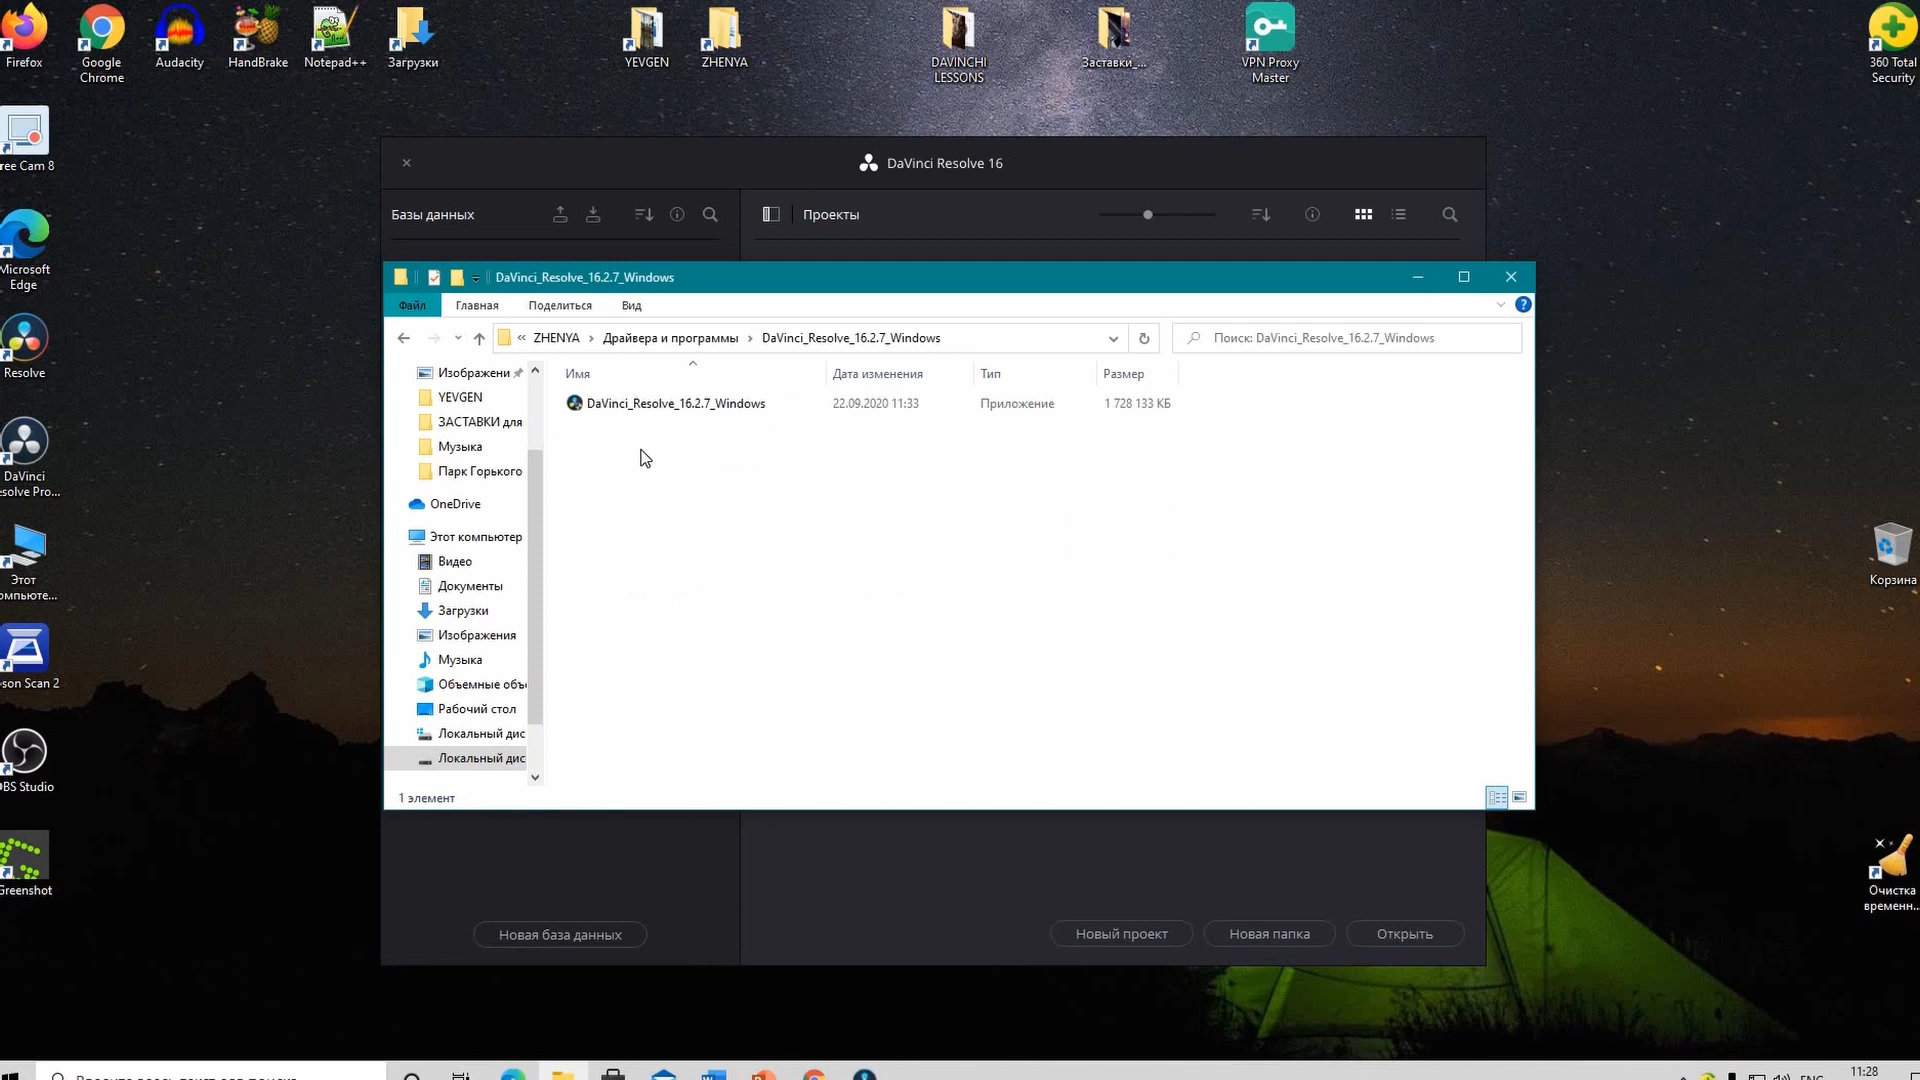 Firefox
Google
Chrome
Audacity
HandBrake
Notepad++
Загрузки
YEVGEN
ZHENYA
DAVINCHI
LESSONS
Заставки_...
VPN Proxy
Master
360 Total
Security
ree Cam 8
Microsoft
Edge
Resolve
DaVinci
esolve Pro...
Этот
омпьюте...
son Scan 2
BS Studio
Greenshot
Корзина
Очистка
временн...
DaVinci Resolve 16
Базы данных
Проекты
DaVinci_Resolve_16.2.7_Windows
Файл
Главная
Поделиться
Вид
« ZHENYA › Драйвера и программы › DaVinci_Resolve_16.2.7_Windows
Поиск: DaVinci_Resolve_16.2.7_Windows
Имя
Дата изменения
Тип
Размер
DaVinci_Resolve_16.2.7_Windows
22.09.2020 11:33
Приложение
1 728 133 КБ
Изображени
YEVGEN
ЗАСТАВКИ для
Музыка
Парк Горького
OneDrive
Этот компьютер
Видео
Документы
Загрузки
Изображения
Музыка
Объемные объ
Рабочий стол
Локальный дис
Локальный дис
1 элемент
Новая база данных
Новый проект
Новая папка
Открыть
11:28